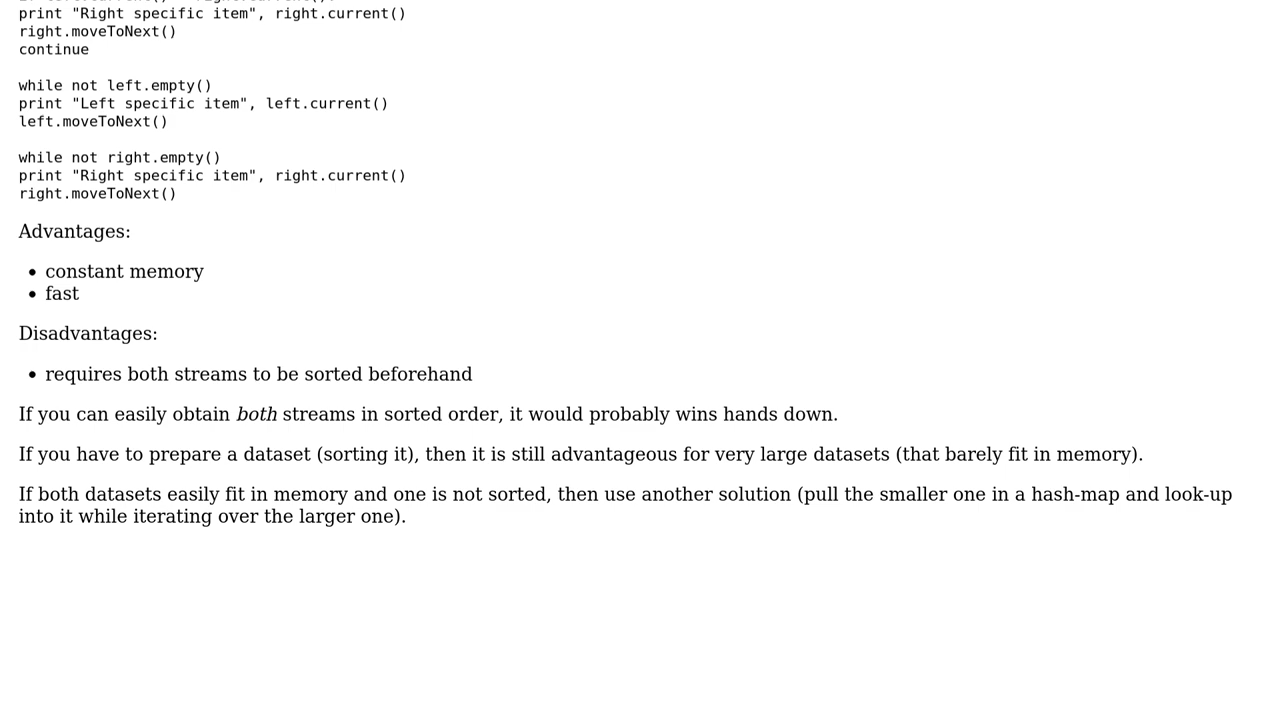 print "Right specific item", right.current()
right.moveToNext()
continue
while not left.empty()
print "Left specific item", left.current()
left.moveToNext()
while not right.empty()
print "Right specific item", right.current()
right.moveToNext()
Advantages:
• constant memory
• fast
Disadvantages:
• requires both streams to be sorted beforehand
If you can easily obtain both streams in sorted order, it would probably wins hands down.
If you have to prepare a dataset (sorting it), then it is still advantageous for very large datasets (that barely fit in memory).
If both datasets easily fit in memory and one is not sorted, then use another solution (pull the smaller one in a hash-map and look-up
into it while iterating over the larger one).